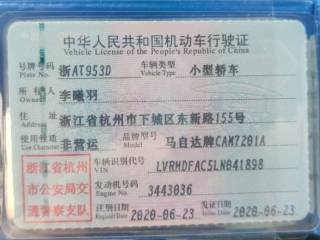 中华人民共和国机动车行驶证
Vehicle License of the People's Republic of China
号牌号码 浙AT953D 车辆类型 小型轿车
Plate No. Vehicle Type
所有人 李曦羽
Owner
住址 浙江省杭州市下城区东新路155号
Address
使用性质 非营运 品牌型号 马自达牌CAM7201A
Use Character Model
浙江省杭州市公安局交通警察支队
车辆识别代号 LVRHDFAC5LN041898
VIN
发动机号码 3443036
Engine No.
注册日期 2020-06-23 发证日期 2020-06-23
Register Date Issue Date